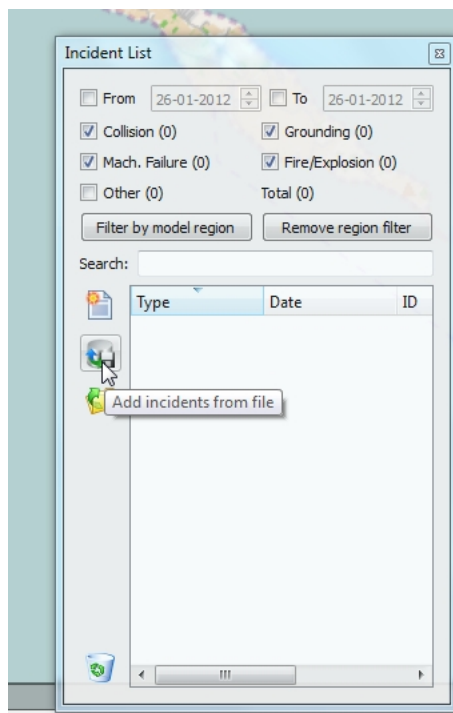 Incident List
From 26-01-2012 To 26-01-2012
Collision (0) Grounding (0)
Mach. Failure (0) Fire/Explosion (0)
Other (0) Total (0)
Filter by model region Remove region filter
Search:
Type Date ID
Add incidents from file